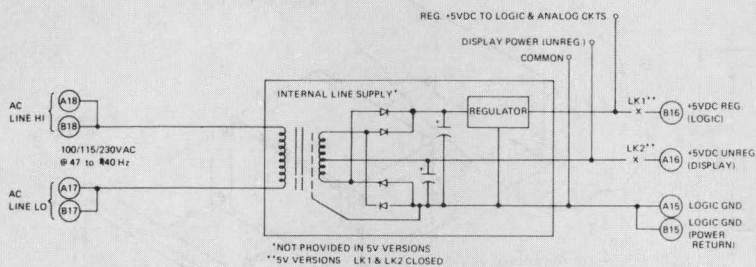 REG. +5VDC TO LOGIC & ANALOG CKTS
DISPLAY POWER (UNREG.)
COMMON
INTERNAL LINE SUPPLY*
REGULATOR
AC
LINE HI
A18
B18
100/115/230VAC
@ 47 to 440 Hz
AC
LINE LO
A17
B17
LK1**
B16
+5VDC REG.
(LOGIC)
LK2**
A16
+5VDC UNREG
(DISPLAY)
A15
LOGIC GND
B15
LOGIC GND
(POWER
RETURN)
+
+
*NOT PROVIDED IN 5V VERSIONS
**5V VERSIONS LK1 & LK2 CLOSED